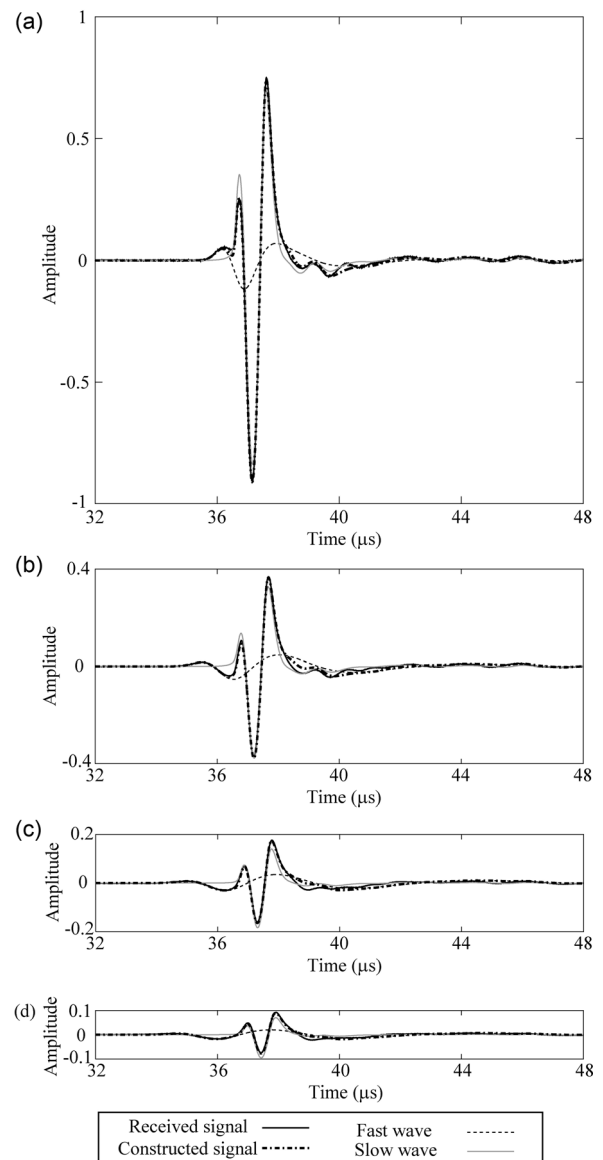 (a)
1
0.5
0
-0.5
-1
Amplitude
32 36 40 44 48
Time (μs)
(b)
0.4
0
-0.4
Amplitude
32 36 40 44 48
Time (μs)
(c)
0.2
0
-0.2
Amplitude
32 36 40 44 48
Time (μs)
(d)
0.1
0
-0.1
Amplitude
32 36 40 44 48
Time (μs)
Received signal Fast wave
Constructed signal Slow wave